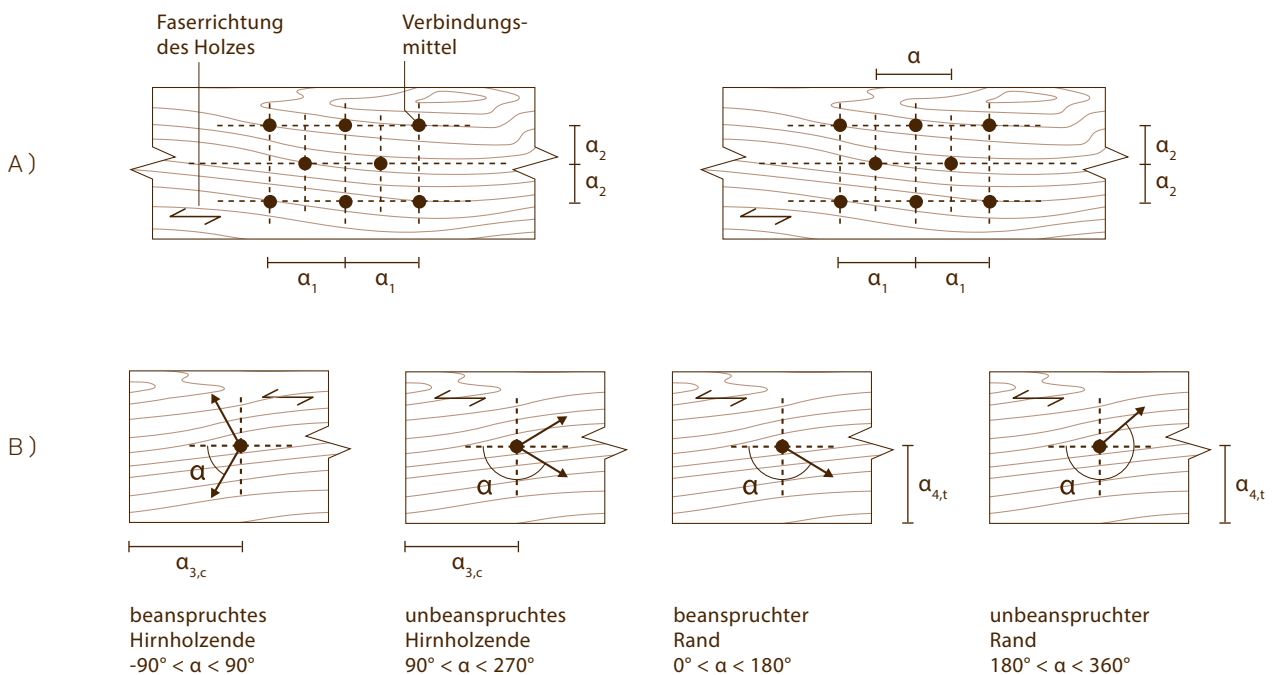 Faserrichtung
des Holzes
Verbindungs-
mittel
α
A)
α2
α2
α2
α2
α1
α1
α1
α1
B)
α
α
α
α
α4,t
α4,t
α3,c
α3,c
beanspruchtes
Hirnholzende
-90° < α < 90°
unbeanspruchtes
Hirnholzende
90° < α < 270°
beanspruchter
Rand
0° < α < 180°
unbeanspruchter
Rand
180° < α < 360°